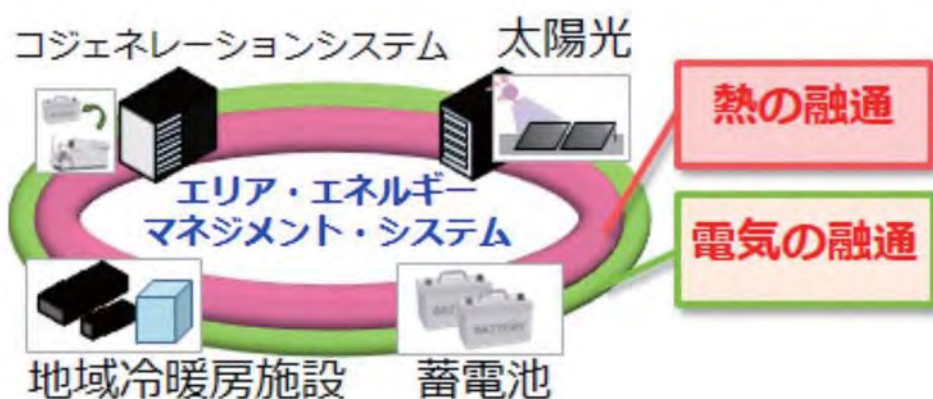 コジェネレーションシステム
太陽光
熱の融通
エリア・エネルギー
マネジメント・システム
電気の融通
BATTERY
BATTERY
地域冷暖房施設
蓄電池